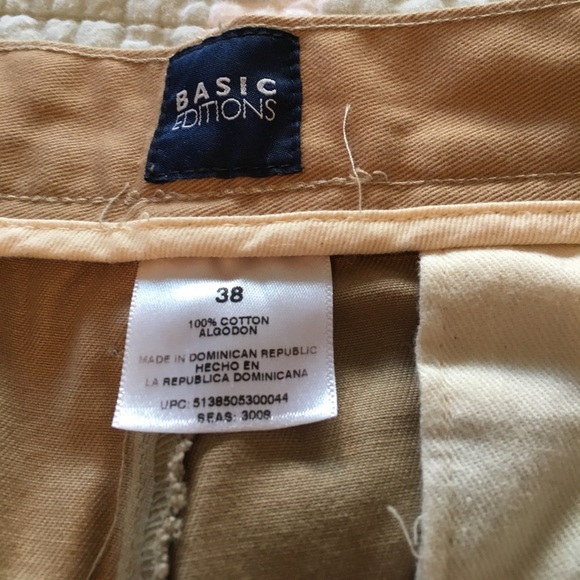 BASIC
EDITIONS
38
100% COTTON
ALGODON
MADE IN DOMINICAN REPUBLIC
HECHO EN
LA REPUBLICA DOMINICANA
UPC: 5138505300044
SEAS: 3008